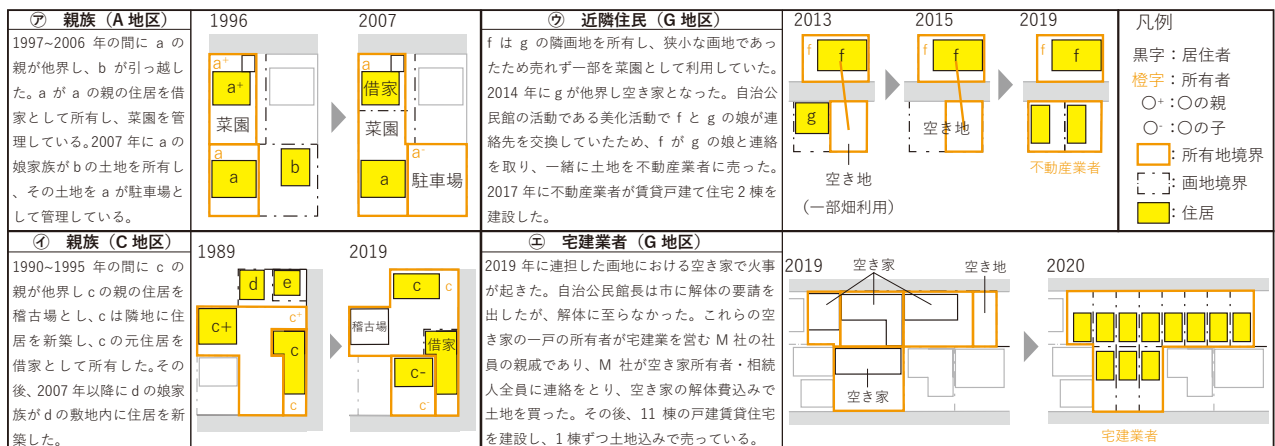 ㋐ 親族（A 地区）
1997~2006 年の間に a の
親が他界し、b が引っ越し
た。a が a の親の住居を借
家として所有し、菜園を管
理している。2007 年に a の
娘家族が b の土地を所有し
、その土地を a が駐車場と
して管理している。
1996
2007
a⁺
a⁺
菜園
a
a
b
a
借家
菜園
a
a⁻
駐車場
㋑ 親族（C 地区）
1990~1995 年の間に c の
親が他界し c の親の住居を
稽古場とし、c は隣地に住
居を新築し、c の元住居を
借家として所有した。その
後、2007 年以降に d の娘家
族が d の敷地内に住居を新
築した。
1989
2019
d
e
c+
c⁺
c
c
c
c
稽古場
借家
c-
c⁻
㋒ 近隣住民（G 地区）
f は g の隣画地を所有し、狭小な画地であっ
たため売れず一部を菜園として利用していた。
2014 年に g が他界し空き家となった。自治公
民館の活動である美化活動で f と g の娘が連
絡先を交換していたため、f が g の娘と連絡
を取り、一緒に土地を不動産業者に売った。
2017 年に不動産業者が賃貸戸建て住宅 2 棟を
建設した。
2013
2015
2019
f
f
g
空き地
（一部畑利用）
f
f
空き地
f
f
不動産業者
㋓ 宅建業者（G 地区）
2019 年に連担した画地における空き家で火事
が起きた。自治公民館長は市に解体の要請を
出したが、解体に至らなかった。これらの空
き家の一戸の所有者が宅建業を営む M 社の社
員の親戚であり、M 社が空き家所有者・相続
人全員に連絡をとり、空き家の解体費込みで
土地を買った。その後、11 棟の戸建賃貸住宅
を建設し、1 棟ずつ土地込みで売っている。
2019
空き家
空き地
2020
空き家
宅建業者
凡例
黒字：居住者
橙字：所有者
〇⁺：〇の親
〇⁻：〇の子
：所有地境界
：画地境界
：住居